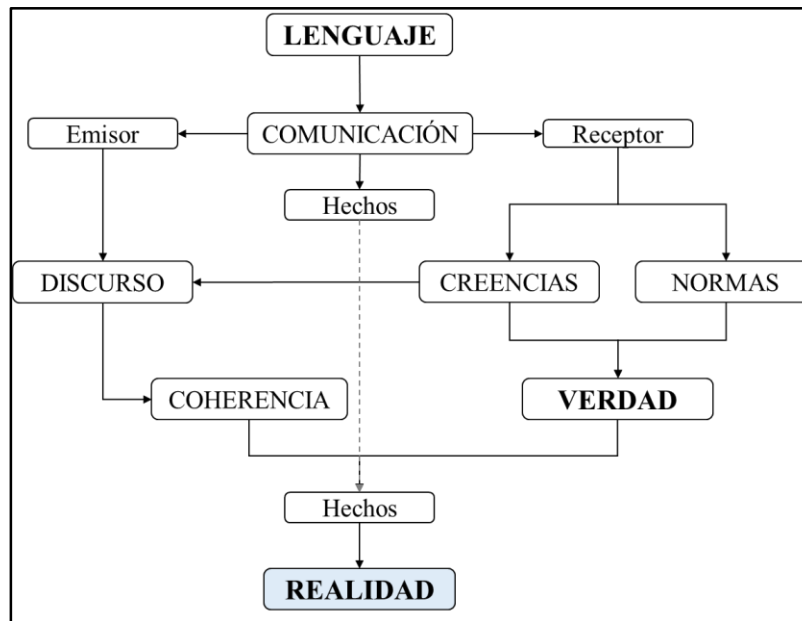 LENGUAJE
Emisor
COMUNICACIÓN
Receptor
Hechos
DISCURSO
CREENCIAS
NORMAS
COHERENCIA
VERDAD
Hechos
REALIDAD